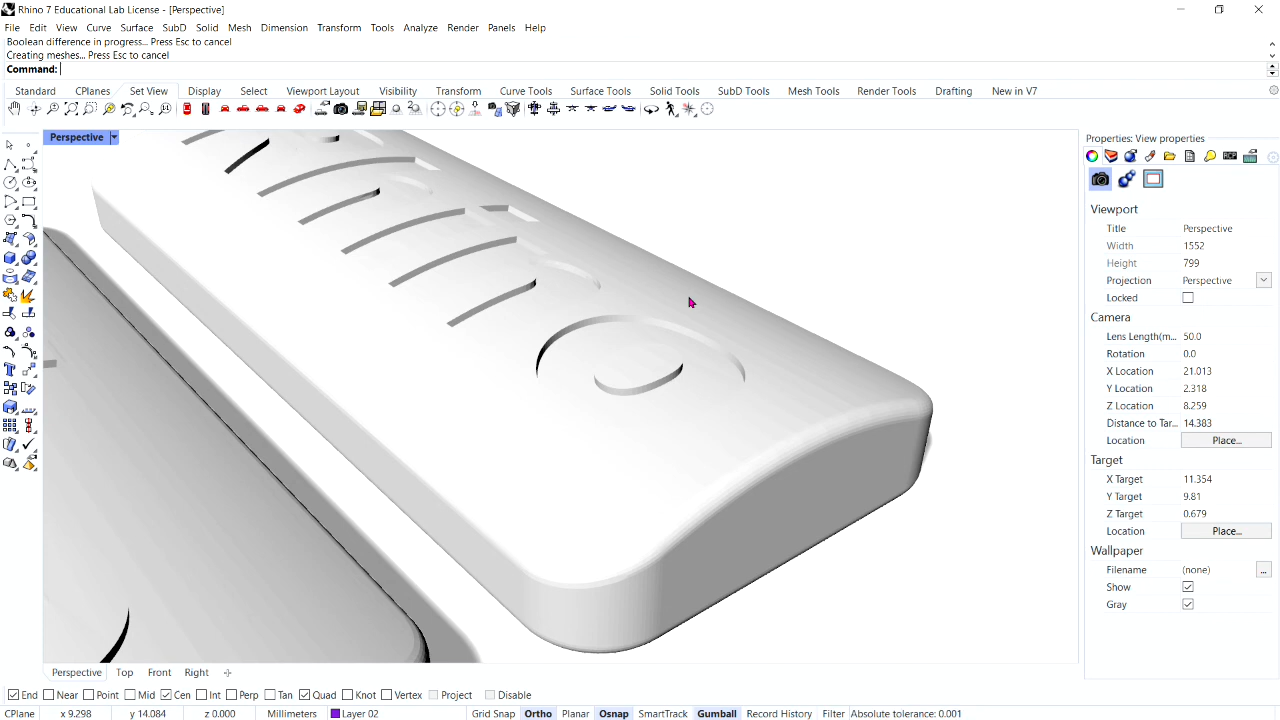 Rhino 7 Educational Lab License - [Perspective]
File Edit View Curve Surface SubD Solid Mesh Dimension Transform Tools Analyze Render Panels Help
Boolean difference in progress... Press Esc to cancel
Creating meshes... Press Esc to cancel
Command:
Standard CPlanes Set View Display Select Viewport Layout Visibility Transform Curve Tools Surface Tools Solid Tools SubD Tools Mesh Tools Render Tools Drafting New in V7
Perspective
Properties: View properties
Viewport
Title Perspective
Width 1552
Height 799
Projection Perspective
Locked
Camera
Lens Length(m... 50.0
Rotation 0.0
X Location 21.013
Y Location 2.318
Z Location 8.259
Distance to Tar... 14.383
Location Place...
Target
X Target 11.354
Y Target 9.81
Z Target 0.679
Location Place...
Wallpaper
Filename (none) ...
Show
Gray
Perspective Top Front Right
End Near Point Mid Cen Int Perp Tan Quad Knot Vertex Project Disable
CPlane x 9.298 y 14.084 z 0.000 Millimeters Layer 02 Grid Snap Ortho Planar Osnap SmartTrack Gumball Record History Filter Absolute tolerance: 0.001